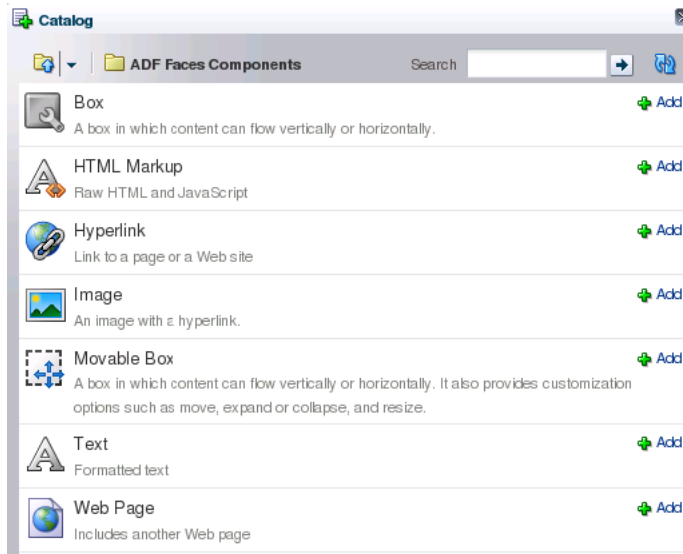 Catalog
ADF Faces Components Search
Box Add
A box in which content can flow vertically or horizontally.
HTML Markup Add
Raw HTML and JavaScript
Hyperlink Add
Link to a page or a Web site
Image Add
An image with a hyperlink.
Movable Box Add
A box in which content can flow vertically or horizontally. It also provides customization
options such as move, expand or collapse, and resize.
Text Add
Formatted text
Web Page Add
Includes another Web page